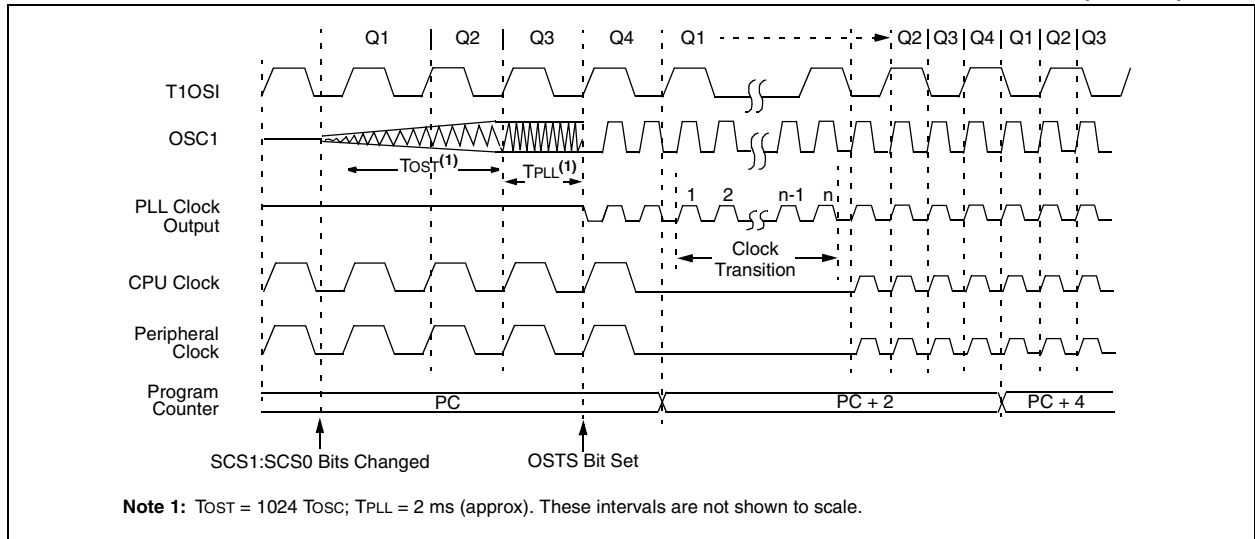 Q1 Q2 Q3 Q4 Q1 Q2 Q3 Q4 Q1 Q2 Q3
T1OSI
OSC1
TOST(1)
TPLL(1)
1 2 n-1 n
PLL Clock
Output
Clock
Transition
CPU Clock
Peripheral
Clock
Program
Counter
PC PC + 2 PC + 4
SCS1:SCS0 Bits Changed OSTS Bit Set
Note 1: TOST = 1024 TOSC; TPLL = 2 ms (approx). These intervals are not shown to scale.